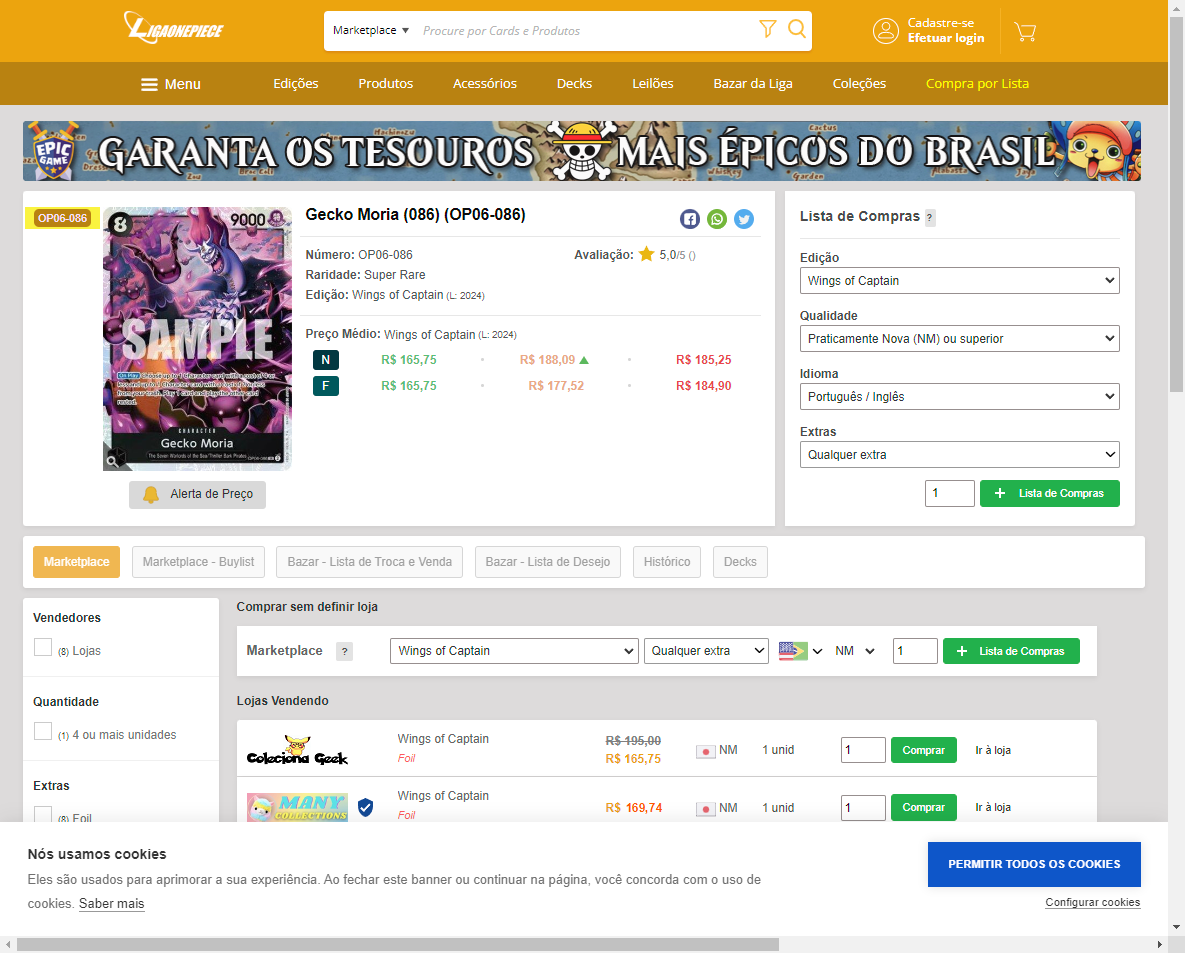 LIGAONEPIECE
Marketplace ▼ Procure por Cards e Produtos
Cadastre-se
Efetuar login
Menu Edições Produtos Acessórios Decks Leilões Bazar da Liga Coleções Compra por Lista
EPIC GAME
GARANTA OS TESOUROS MAIS ÉPICOS DO BRASIL
OP06-086
8 9000
SAMPLE
CHARACTER
Gecko Moria
The Seven Warlords of the Sea/Thriller Bark Pirates
Alerta de Preço
Gecko Moria (086) (OP06-086)
Número: OP06-086
Avaliação: 5,0/5 ()
Raridade: Super Rare
Edição: Wings of Captain (L: 2024)
Preço Médio: Wings of Captain (L: 2024)
N R$ 165,75 R$ 188,09 R$ 185,25
F R$ 165,75 R$ 177,52 R$ 184,90
Lista de Compras ?
Edição
Wings of Captain
Qualidade
Praticamente Nova (NM) ou superior
Idioma
Português / Inglês
Extras
Qualquer extra
1 + Lista de Compras
Marketplace Marketplace - Buylist Bazar - Lista de Troca e Venda Bazar - Lista de Desejo Histórico Decks
Vendedores
(8) Lojas
Quantidade
(1) 4 ou mais unidades
Extras
(8) Foil
Comprar sem definir loja
Marketplace ? Wings of Captain Qualquer extra NM 1 + Lista de Compras
Lojas Vendendo
Coleciona Geek
Wings of Captain
Foil
R$ 195,00
R$ 165,75
NM 1 unid 1 Comprar Ir à loja
MANY COLLECTIONS
Wings of Captain
Foil
R$ 169,74 NM 1 unid 1 Comprar Ir à loja
Nós usamos cookies
Eles são usados para aprimorar a sua experiência. Ao fechar este banner ou continuar na página, você concorda com o uso de
cookies. Saber mais
PERMITIR TODOS OS COOKIES
Configurar cookies